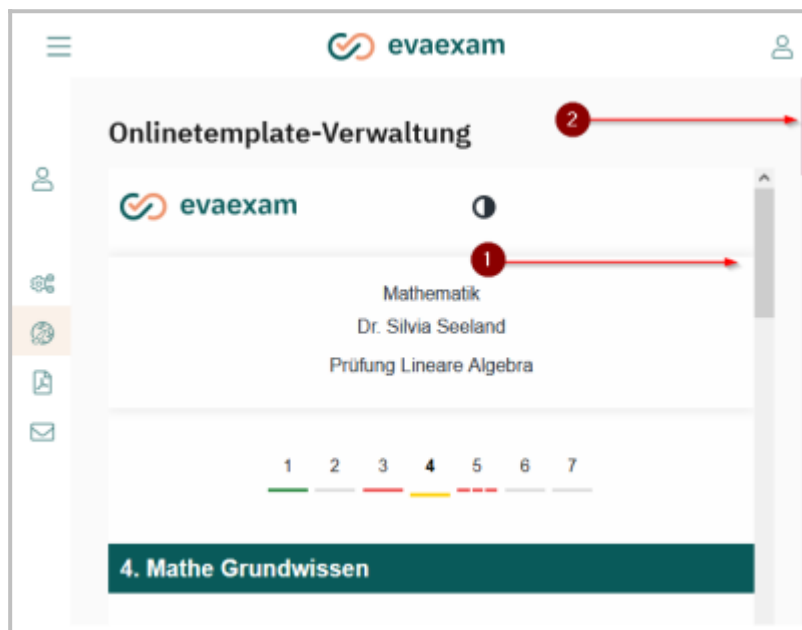 evaexam
Onlinetemplate-Verwaltung
2
evaexam
1
Mathematik
Dr. Silvia Seeland
Prüfung Lineare Algebra
1 2 3 4 5 6 7
4. Mathe Grundwissen